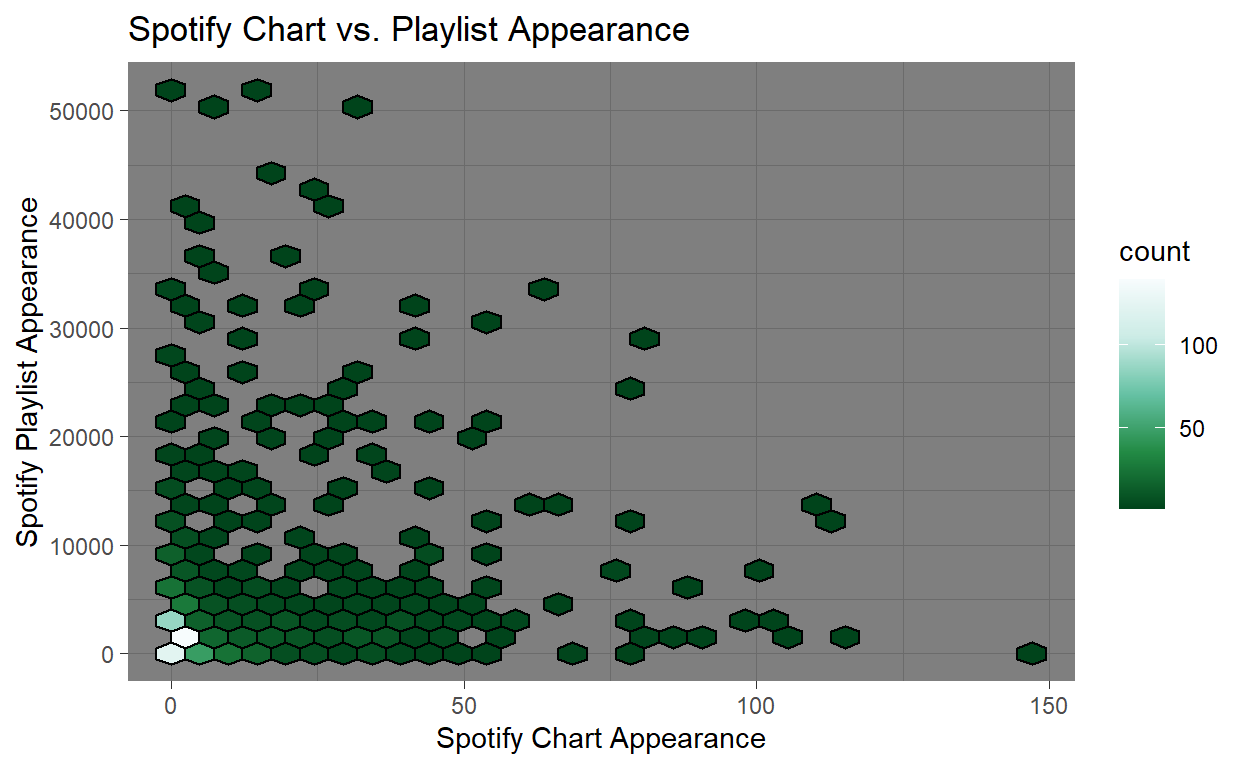 Spotify Chart vs. Playlist Appearance
50000
40000
30000
20000
10000
0
Spotify Playlist Appearance
0 50 100 150
Spotify Chart Appearance
count
100
50